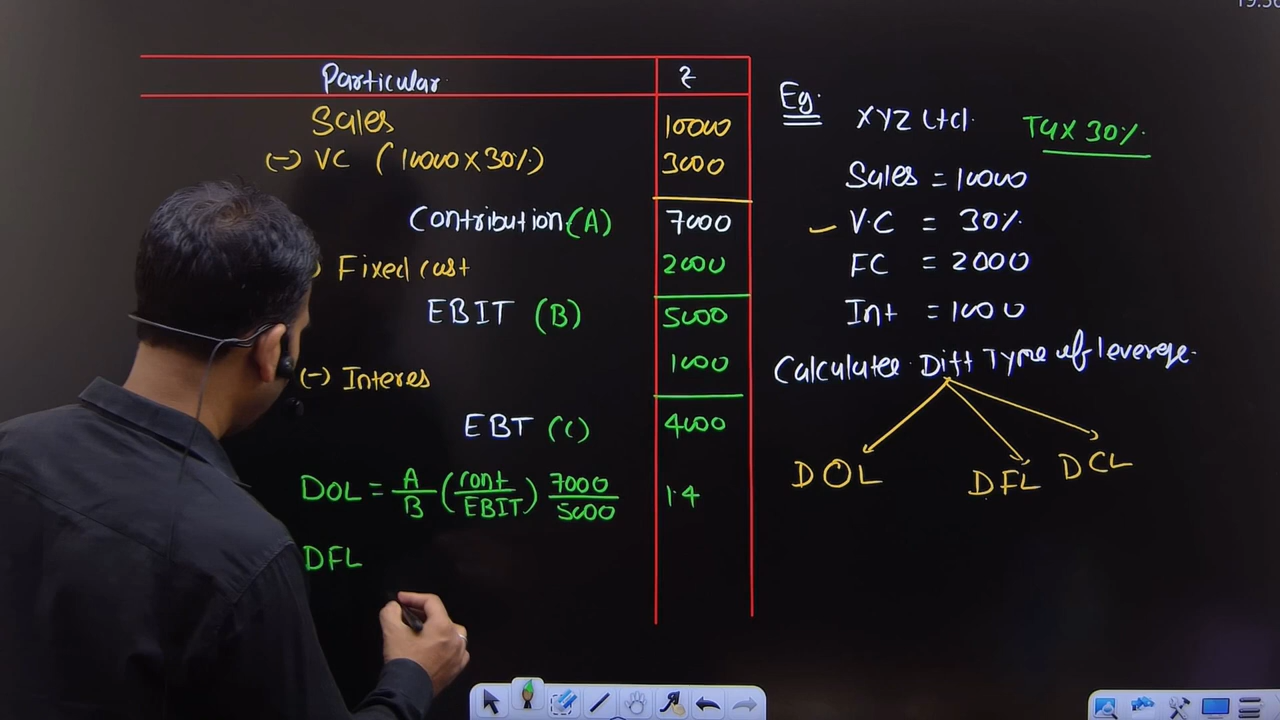 Particular ₹
Sales 10000
(-) VC (10000 X 30%) 3000
Contribution (A) 7000
) Fixed cost 2000
EBIT (B) 5000
(-) Interes 1000
EBT (C) 4000
DOL = A/B (cont/EBIT) 7000/5000 1.4
DFL
Eg. XYZ Ltd. Tax 30%.
Sales = 10000
V.C = 30%
FC = 2000
Int = 1000
Calculatee Diff Type of leverege.
DOL DFL DCL